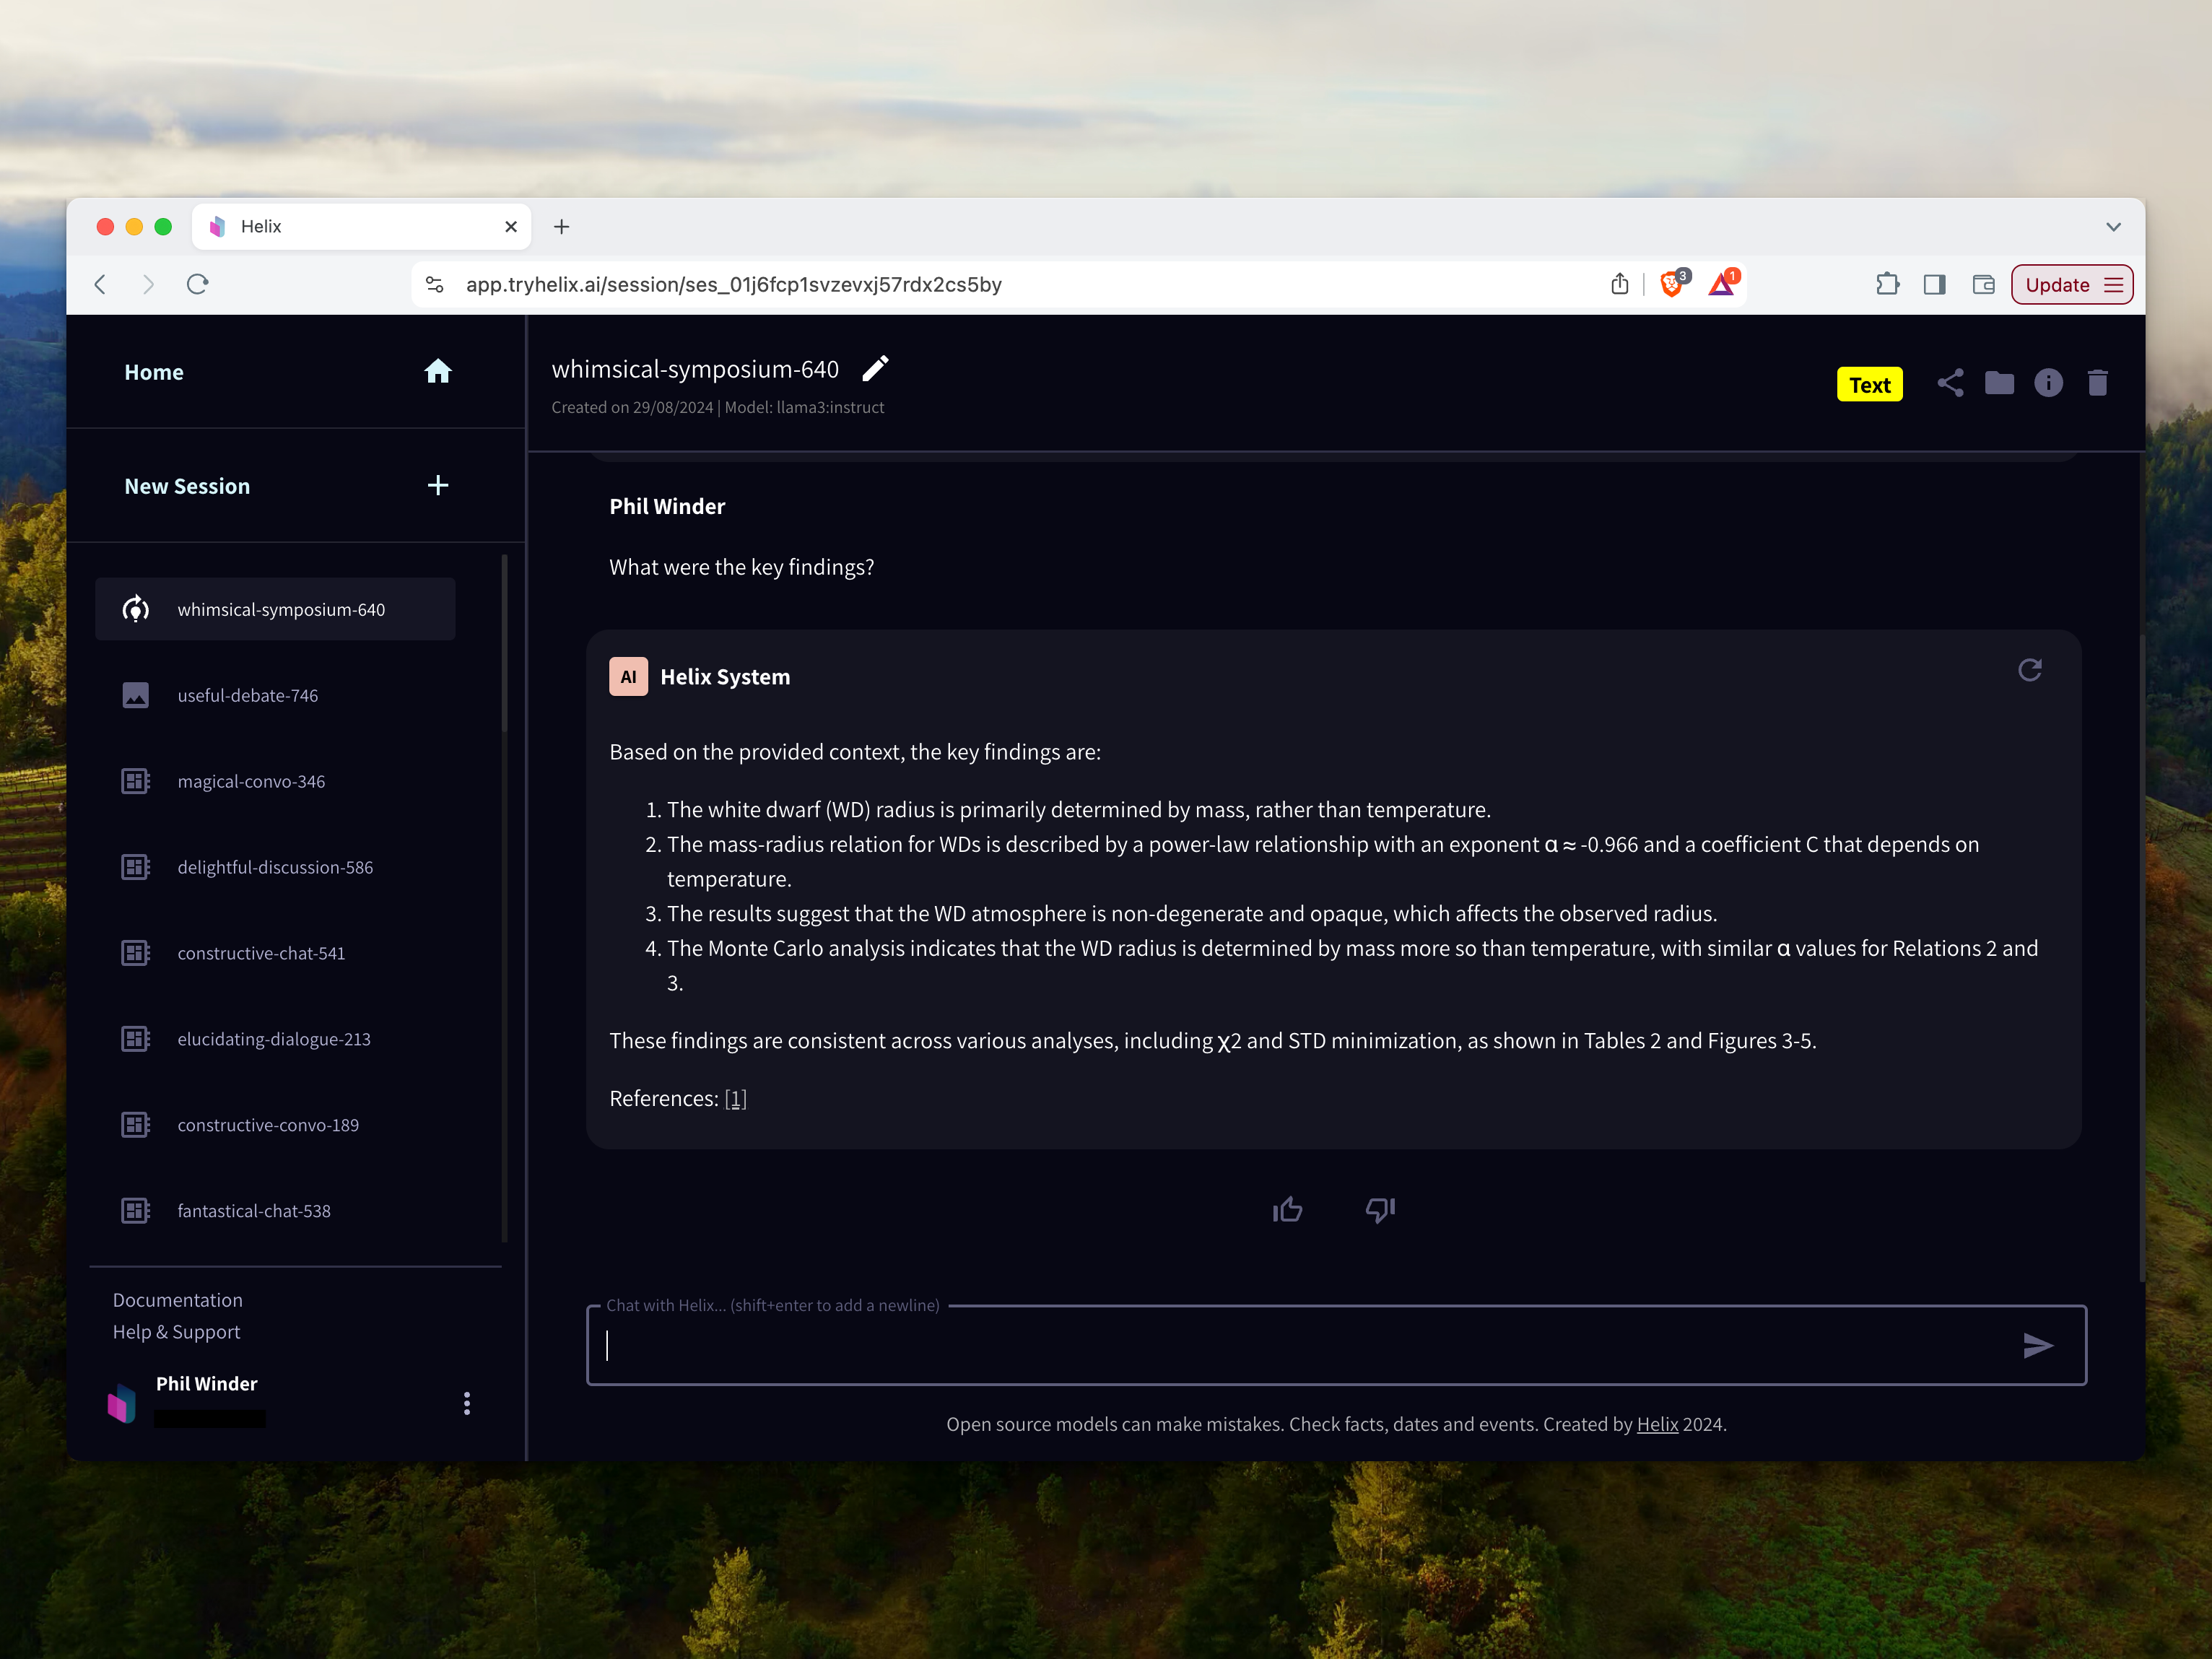 Helix
app.tryhelix.ai/session/ses_01j6fcp1svzevxj57rdx2cs5by
3
1
Update
Home
New Session
whimsical-symposium-640
useful-debate-746
magical-convo-346
delightful-discussion-586
constructive-chat-541
elucidating-dialogue-213
constructive-convo-189
fantastical-chat-538
Documentation
Help & Support
Phil Winder
whimsical-symposium-640
Created on 29/08/2024 | Model: llama3:instruct
Text
Phil Winder
What were the key findings?
AI Helix System
Based on the provided context, the key findings are:
1. The white dwarf (WD) radius is primarily determined by mass, rather than temperature.
2. The mass-radius relation for WDs is described by a power-law relationship with an exponent α ≈ -0.966 and a coefficient C that depends on
temperature.
3. The results suggest that the WD atmosphere is non-degenerate and opaque, which affects the observed radius.
4. The Monte Carlo analysis indicates that the WD radius is determined by mass more so than temperature, with similar α values for Relations 2 and
3.
These findings are consistent across various analyses, including χ2 and STD minimization, as shown in Tables 2 and Figures 3-5.
References: [1]
Chat with Helix... (shift+enter to add a newline)
Open source models can make mistakes. Check facts, dates and events. Created by Helix 2024.